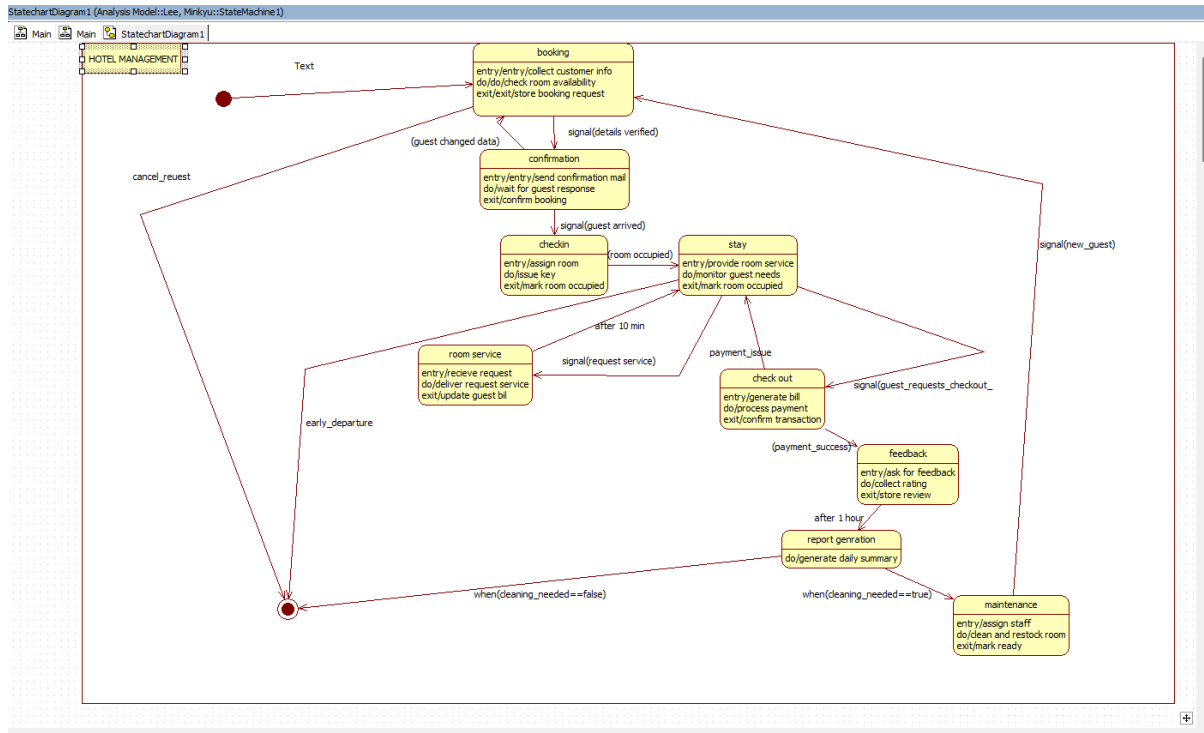 StatechartDiagram1 (Analysis Model::Lee, Minkyu::StateMachine1)
Main Main StatechartDiagram1
HOTEL MANAGEMENT
Text
booking
entry/entry/collect customer info
do/do/check room availability
exit/exit/store booking request
(guest changed data)
signal(details verified)
confirmation
entry/entry/send confirmation mail
do/wait for guest response
exit/confirm booking
cancel_reuest
signal(guest arrived)
checkin
entry/assign room
do/issue key
exit/mark room occupied
(room occupied)
stay
entry/provide room service
do/monitor guest needs
exit/mark room occupied
signal(new_guest)
after 10 min
room service
entry/recieve request
do/deliver request service
exit/update guest bil
signal(request service)
payment_issue
check out
entry/generate bill
do/process payment
exit/confirm transaction
signal(guest_requests_checkout_
early_departure
(payment_success)
feedback
entry/ask for feedback
do/collect rating
exit/store review
after 1 hour
report genration
do/generate daily summary
when(cleaning_needed==false)
when(cleaning_needed==true)
maintenance
entry/assign staff
do/clean and restock room
exit/mark ready